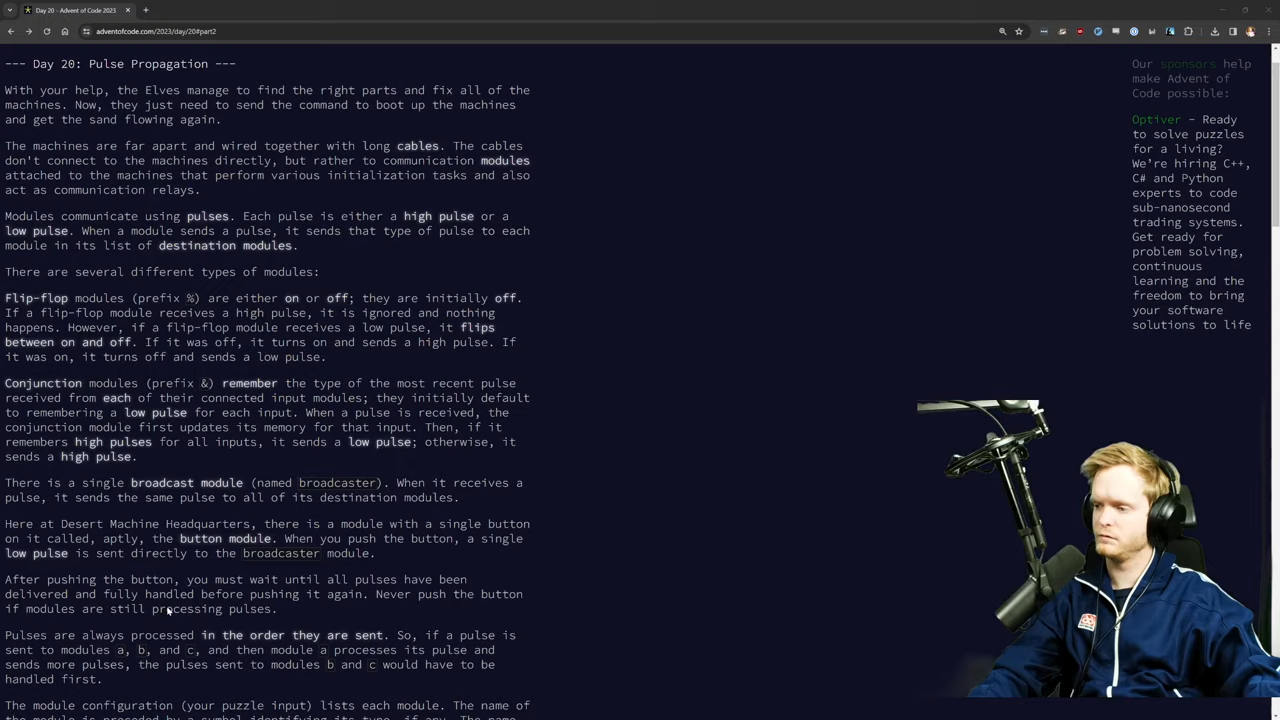 Day 20 - Advent of Code 2023
adventofcode.com/2023/day/20#part2
--- Day 20: Pulse Propagation ---
With your help, the Elves manage to find the right parts and fix all of the
machines. Now, they just need to send the command to boot up the machines
and get the sand flowing again.
The machines are far apart and wired together with long cables. The cables
don't connect to the machines directly, but rather to communication modules
attached to the machines that perform various initialization tasks and also
act as communication relays.
Modules communicate using pulses. Each pulse is either a high pulse or a
low pulse. When a module sends a pulse, it sends that type of pulse to each
module in its list of destination modules.
There are several different types of modules:
Flip-flop modules (prefix %) are either on or off; they are initially off.
If a flip-flop module receives a high pulse, it is ignored and nothing
happens. However, if a flip-flop module receives a low pulse, it flips
between on and off. If it was off, it turns on and sends a high pulse. If
it was on, it turns off and sends a low pulse.
Conjunction modules (prefix &) remember the type of the most recent pulse
received from each of their connected input modules; they initially default
to remembering a low pulse for each input. When a pulse is received, the
conjunction module first updates its memory for that input. Then, if it
remembers high pulses for all inputs, it sends a low pulse; otherwise, it
sends a high pulse.
There is a single broadcast module (named broadcaster). When it receives a
pulse, it sends the same pulse to all of its destination modules.
Here at Desert Machine Headquarters, there is a module with a single button
on it called, aptly, the button module. When you push the button, a single
low pulse is sent directly to the broadcaster module.
After pushing the button, you must wait until all pulses have been
delivered and fully handled before pushing it again. Never push the button
if modules are still processing pulses.
Pulses are always processed in the order they are sent. So, if a pulse is
sent to modules a, b, and c, and then module a processes its pulse and
sends more pulses, the pulses sent to modules b and c would have to be
handled first.
The module configuration (your puzzle input) lists each module. The name of
the module is preceded by a symbol identifying its type, if any. The name
Our sponsors help
make Advent of
Code possible:
Optiver - Ready
to solve puzzles
for a living?
We're hiring C++,
C# and Python
experts to code
sub-nanosecond
trading systems.
Get ready for
problem solving,
continuous
learning and the
freedom to bring
your software
solutions to life